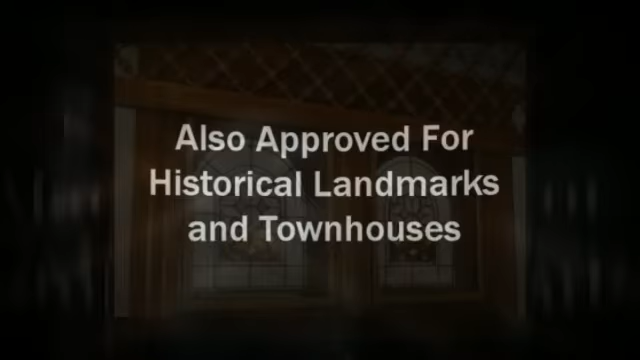 Also Approved For
Historical Landmarks
and Townhouses